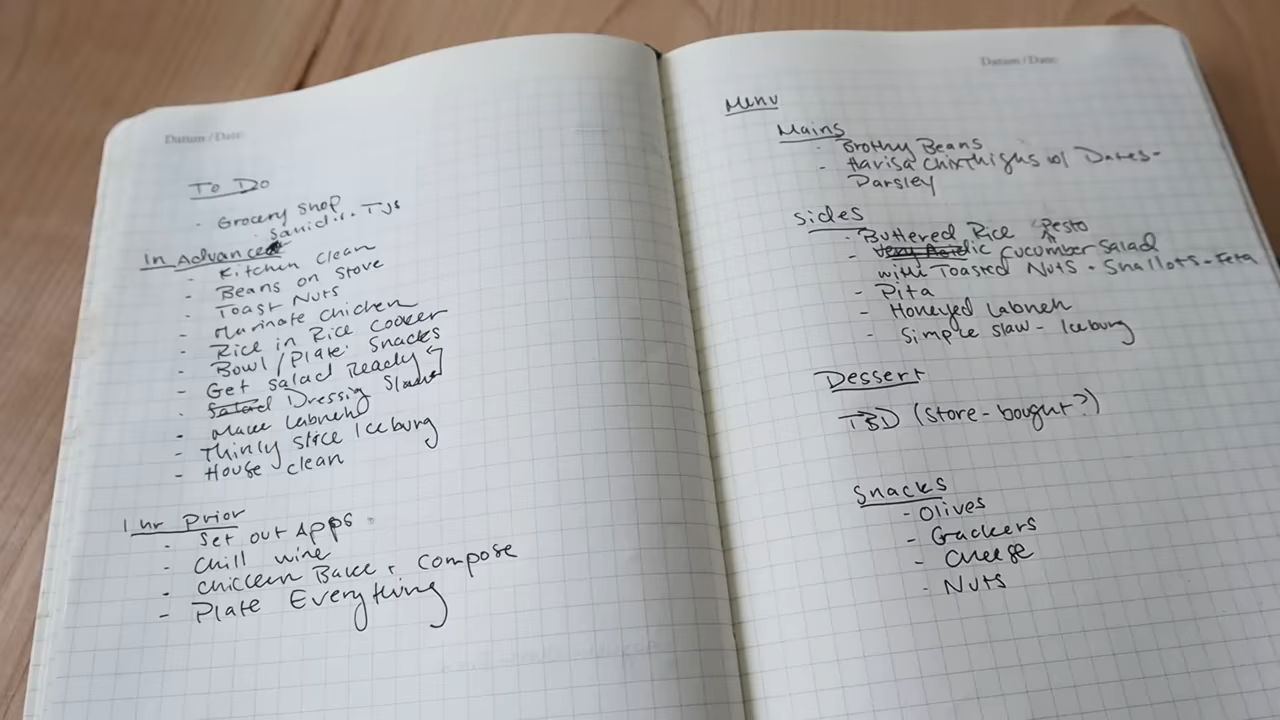 Datum / Date:
To Do
- Grocery Shop
TJs
In Advance
- Kitchen Clean
- Beans on Stove
- Toast Nuts
- Marinate Chicken
- Rice in Rice Cooker
- Bowl / Plate Snacks
- Get Salad Ready
- Salad Dressing
- Make Labneh
- Thinly Slice Iceburg
- House Clean
1 hr prior
- Set out Apps
- Chill wine
- Chicken Bake + Compose
- Plate Everything
Datum / Date:
Menu
Mains
- Brothy Beans
- Harisa Chix Thighs w/ Dates -
Parsley
Sides
- Buttered Rice
Pesto
- Cucumber Salad
with Toasted Nuts - Shallots - Feta
- Pita
- Honeyed Labneh
- Simple Slaw - Iceburg
Dessert
TBD (store-bought?)
Snacks
- Olives
- Crackers
- Cheese
- Nuts